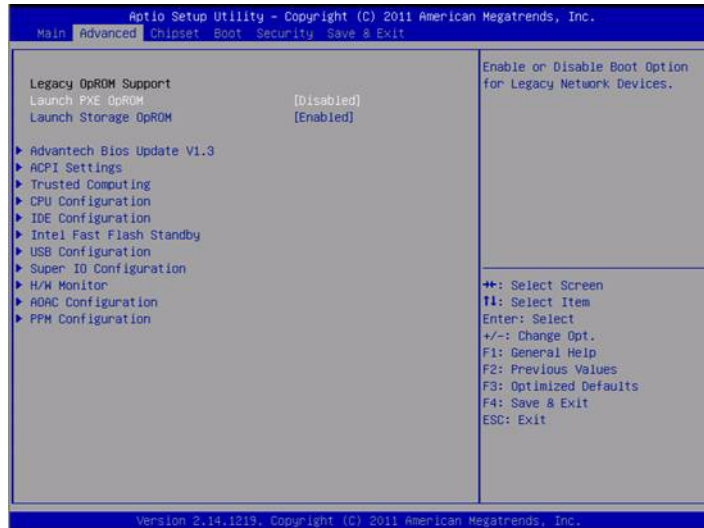 Aptio Setup Utility - Copyright (C) 2011 American Megatrends, Inc.
Main Advanced Chipset Boot Security Save & Exit
Legacy OpROM Support
Launch PXE OpROM [Disabled]
Launch Storage OpROM [Enabled]
Advantech Bios Update V1.3
ACPI Settings
Trusted Computing
CPU Configuration
IDE Configuration
Intel Fast Flash Standby
USB Configuration
Super IO Configuration
H/W Monitor
AOAC Configuration
PPM Configuration
Enable or Disable Boot Option
for Legacy Network Devices.
→←: Select Screen
↑↓: Select Item
Enter: Select
+/-: Change Opt.
F1: General Help
F2: Previous Values
F3: Optimized Defaults
F4: Save & Exit
ESC: Exit
Version 2.14.1219. Copyright (C) 2011 American Megatrends, Inc.